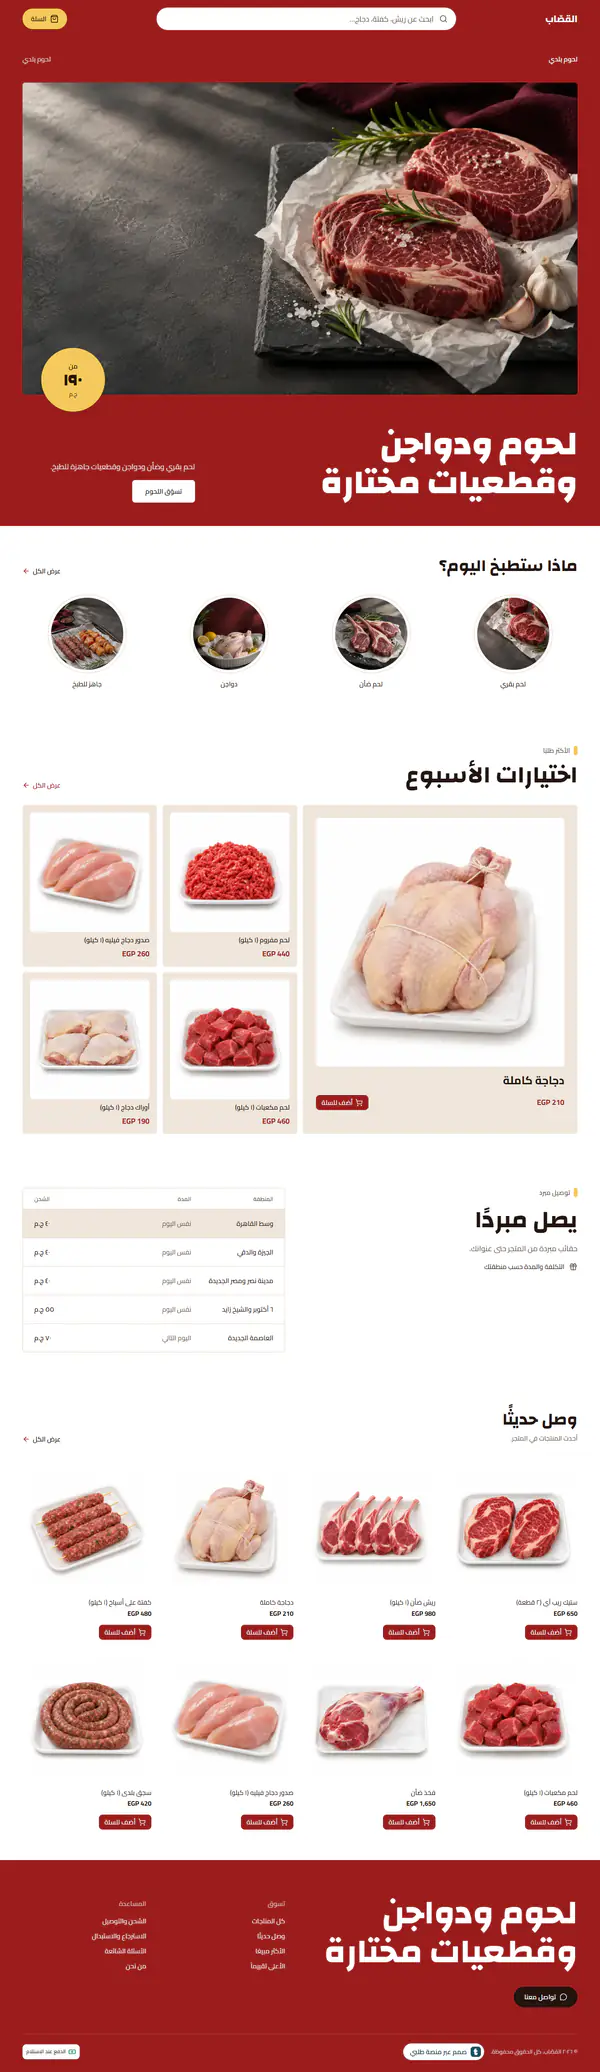 القصّاب
ابحث عن ريش، كفتة، دجاج...
السلة
لحوم بلدي
لحوم بلدي
من
١٩٠
ج.م
لحوم ودواجن
وقطعيات مختارة
لحم بقري وضأن ودواجن وقطعيات جاهزة للطبخ.
تسوّق اللحوم
ماذا ستطبخ اليوم؟
عرض الكل
لحم بقري
لحم ضأن
دواجن
جاهز للطبخ
الأكثر طلبًا
اختيارات الأسبوع
عرض الكل
دجاجة كاملة
EGP 210
أضف للسلة
لحم مفروم (١ كيلو)
EGP 440
صدور دجاج فيليه (١ كيلو)
EGP 260
لحم مكعبات (١ كيلو)
EGP 460
أوراك دجاج (١ كيلو)
EGP 190
توصيل مبرد
يصل مبردًا
حقائب مبردة من المتجر حتى عنوانك.
التكلفة والمدة حسب منطقتك
المنطقة المدة الشحن
وسط القاهرة نفس اليوم ٤٠ ج.م
الجيزة والدقي نفس اليوم ٤٠ ج.م
مدينة نصر ومصر الجديدة نفس اليوم ٤٠ ج.م
٦ أكتوبر والشيخ زايد نفس اليوم ٥٥ ج.م
العاصمة الجديدة اليوم التالي ٧٠ ج.م
وصل حديثًا
أحدث المنتجات في المتجر.
عرض الكل
ستيك ريب آي (٢ قطعة)
EGP 650
أضف للسلة
ريش ضأن (١ كيلو)
EGP 980
أضف للسلة
دجاجة كاملة
EGP 210
أضف للسلة
كفتة على أسياخ (١ كيلو)
EGP 480
أضف للسلة
لحم مكعبات (١ كيلو)
EGP 460
أضف للسلة
فخذ ضأن
EGP 1,650
أضف للسلة
صدور دجاج فيليه (١ كيلو)
EGP 260
أضف للسلة
سجق بلدي (١ كيلو)
EGP 420
أضف للسلة
لحوم ودواجن
وقطعيات مختارة
تواصل معنا
تسوق
كل المنتجات
وصل حديثًا
الأكثر مبيعًا
الأعلى تقييماً
المساعدة
الشحن والتوصيل
الاسترجاع والاستبدال
الأسئلة الشائعة
من نحن
© ٢٠٢٦ القصّاب. كل الحقوق محفوظة.
صمم عبر منصة طلبي
الدفع عند الاستلام